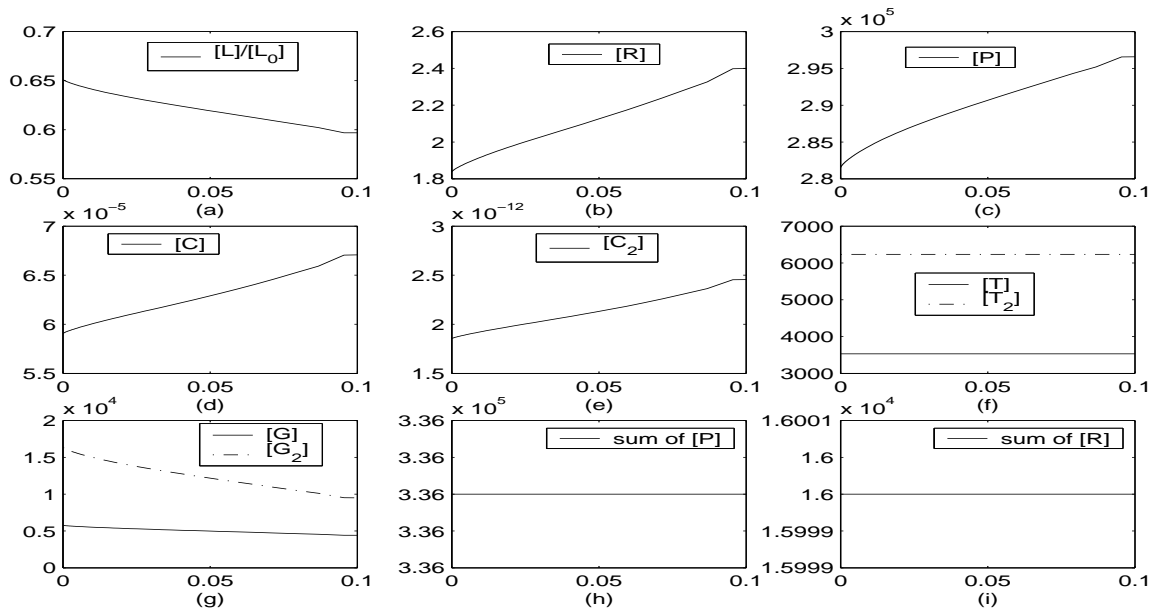 [L]/[L0]
0.7
0.65
0.6
0.55
0
0.05
0.1
(a)
[R]
2.6
2.4
2.2
2
1.8
0
0.05
0.1
(b)
x 10^5
[P]
3
2.95
2.9
2.85
2.8
0
0.05
0.1
(c)
x 10^−5
[C]
7
6.5
6
5.5
0
0.05
0.1
(d)
x 10^−12
[C2]
3
2.5
2
1.5
0
0.05
0.1
(e)
[T]
[T2]
7000
6000
5000
4000
3000
0
0.05
0.1
(f)
x 10^4
[G]
[G2]
2
1.5
1
0.5
0
0
0.05
0.1
(g)
x 10^5
sum of [P]
3.36
3.36
3.36
3.36
3.36
0
0.05
0.1
(h)
x 10^4
sum of [R]
1.6001
1.6
1.6
1.5999
1.5999
0
0.05
0.1
(i)